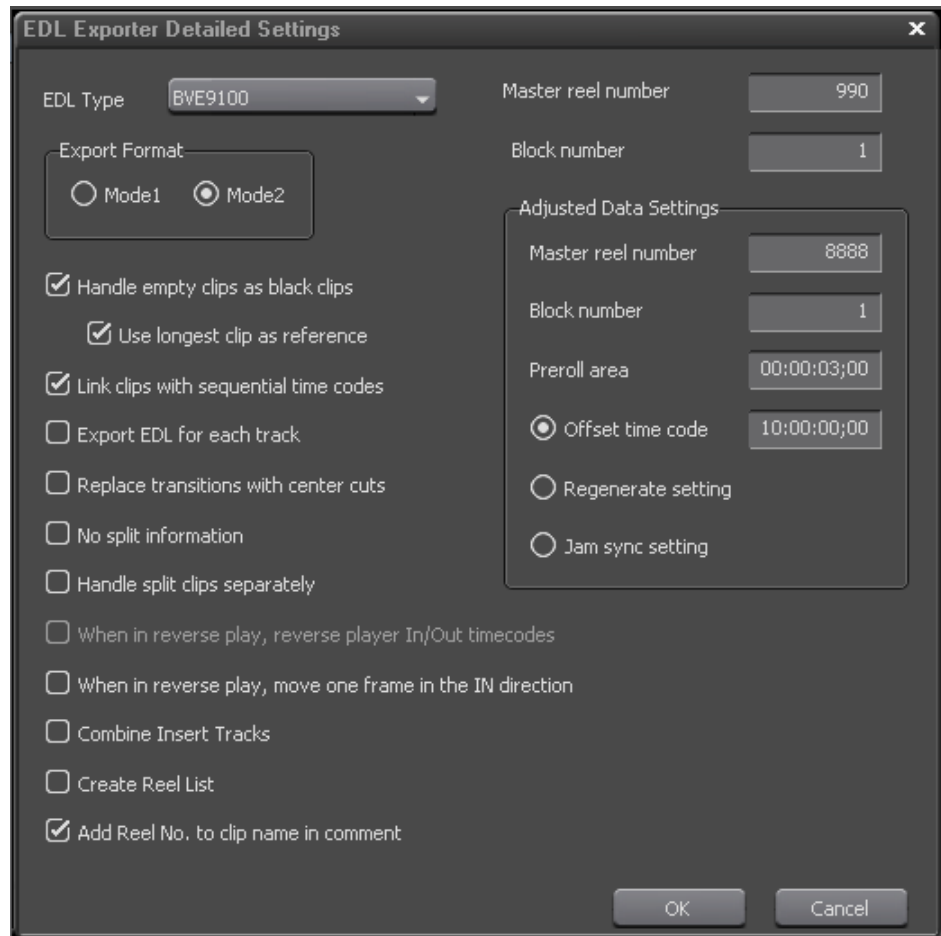 EDL Exporter Detailed Settings
EDL Type
BVE9100
Export Format
Mode1
Mode2
Handle empty clips as black clips
Use longest clip as reference
Link clips with sequential time codes
Export EDL for each track
Replace transitions with center cuts
No split information
Handle split clips separately
When in reverse play, reverse player In/Out timecodes
When in reverse play, move one frame in the IN direction
Combine Insert Tracks
Create Reel List
Add Reel No. to clip name in comment
Master reel number
990
Block number
1
Adjusted Data Settings
Master reel number
8888
Block number
1
Preroll area
00:00:03;00
Offset time code
10:00:00;00
Regenerate setting
Jam sync setting
OK
Cancel